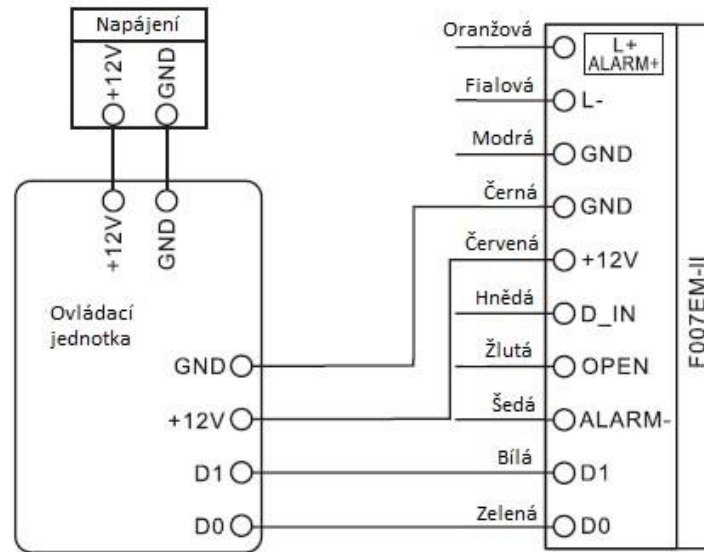 Napájení
+12V
GND
+12V
GND
Ovládací
jednotka
GND
+12V
D1
D0
Oranžová
L+
ALARM+
Fialová
L-
Modrá
GND
Černá
GND
Červená
+12V
Hnědá
D_IN
Žlutá
OPEN
Šedá
ALARM-
Bílá
D1
Zelená
D0
F007EM-II